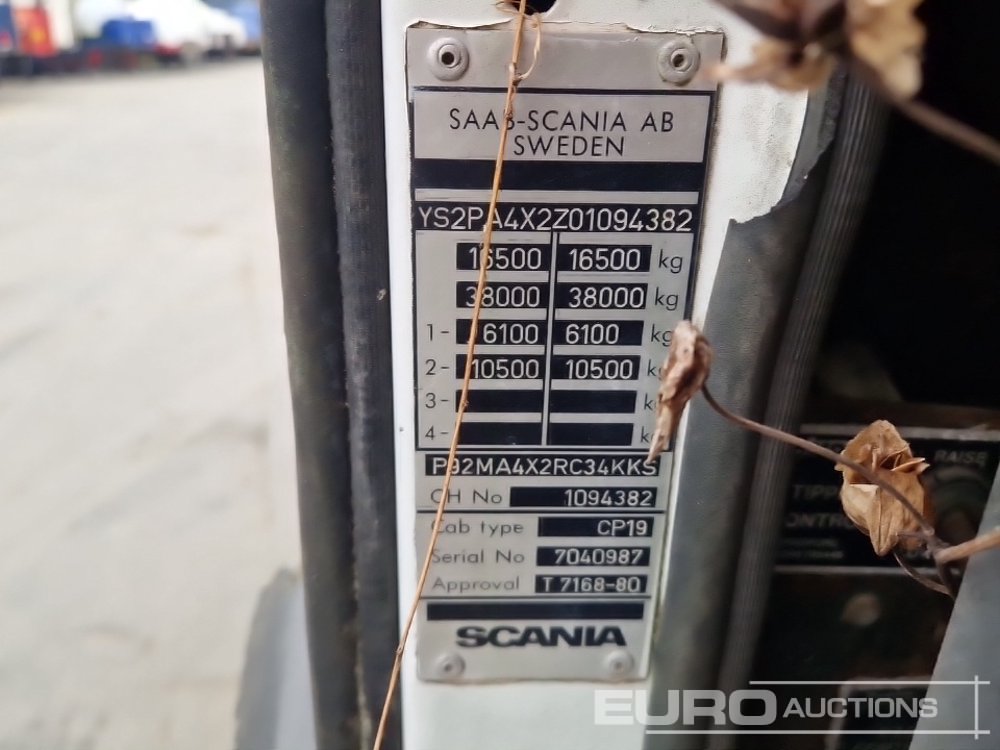 SAAB-SCANIA AB
SWEDEN
YS2PA4X2Z01094382
16500 16500 kg
38000 38000 kg
1- 6100 6100 kg
2- 10500 10500 kg
3- kg
4- kg
P92MA4X2RC34KKS
CH No 1094382
Cab type CP19
Serial No 7040987
Approval T 7168-80
SCANIA
RAISE
EURO AUCTIONS